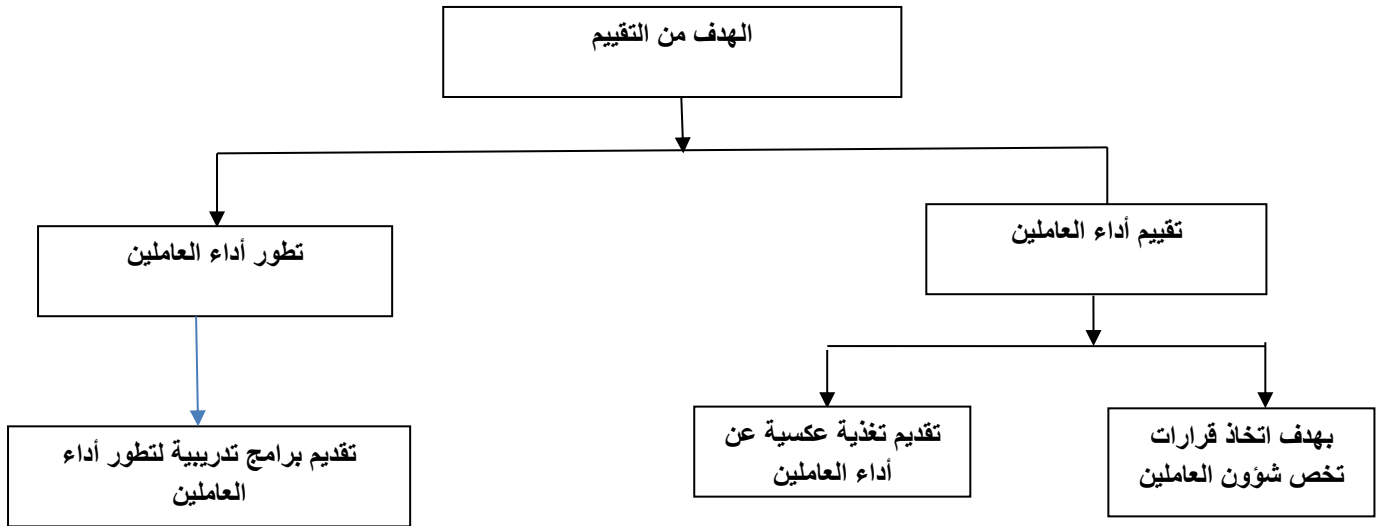 الهدف من التقييم
تقييم أداء العاملين
تطور أداء العاملين
بهدف اتخاذ قرارات
تخص شؤون العاملين
تقديم تغذية عكسية عن
أداء العاملين
تقديم برامج تدريبية لتطور أداء
العاملين